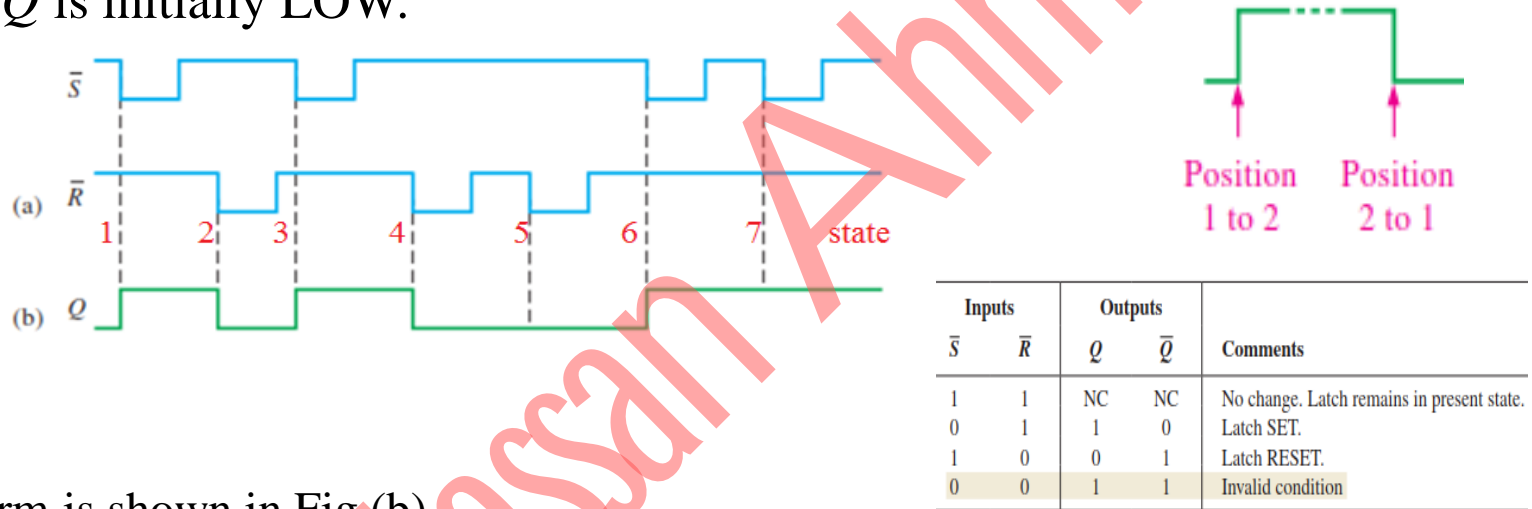 Q is initially LOW.
S̅
(a) R̅
1 2 3 4 5 6 7 state
(b) Q
Position Position
1 to 2 2 to 1
Inputs Outputs
S̅ R̅ Q Q̅ Comments
1 1 NC NC No change. Latch remains in present state.
0 1 1 0 Latch SET.
1 0 0 1 Latch RESET.
0 0 1 1 Invalid condition
is shown in Fig (b)